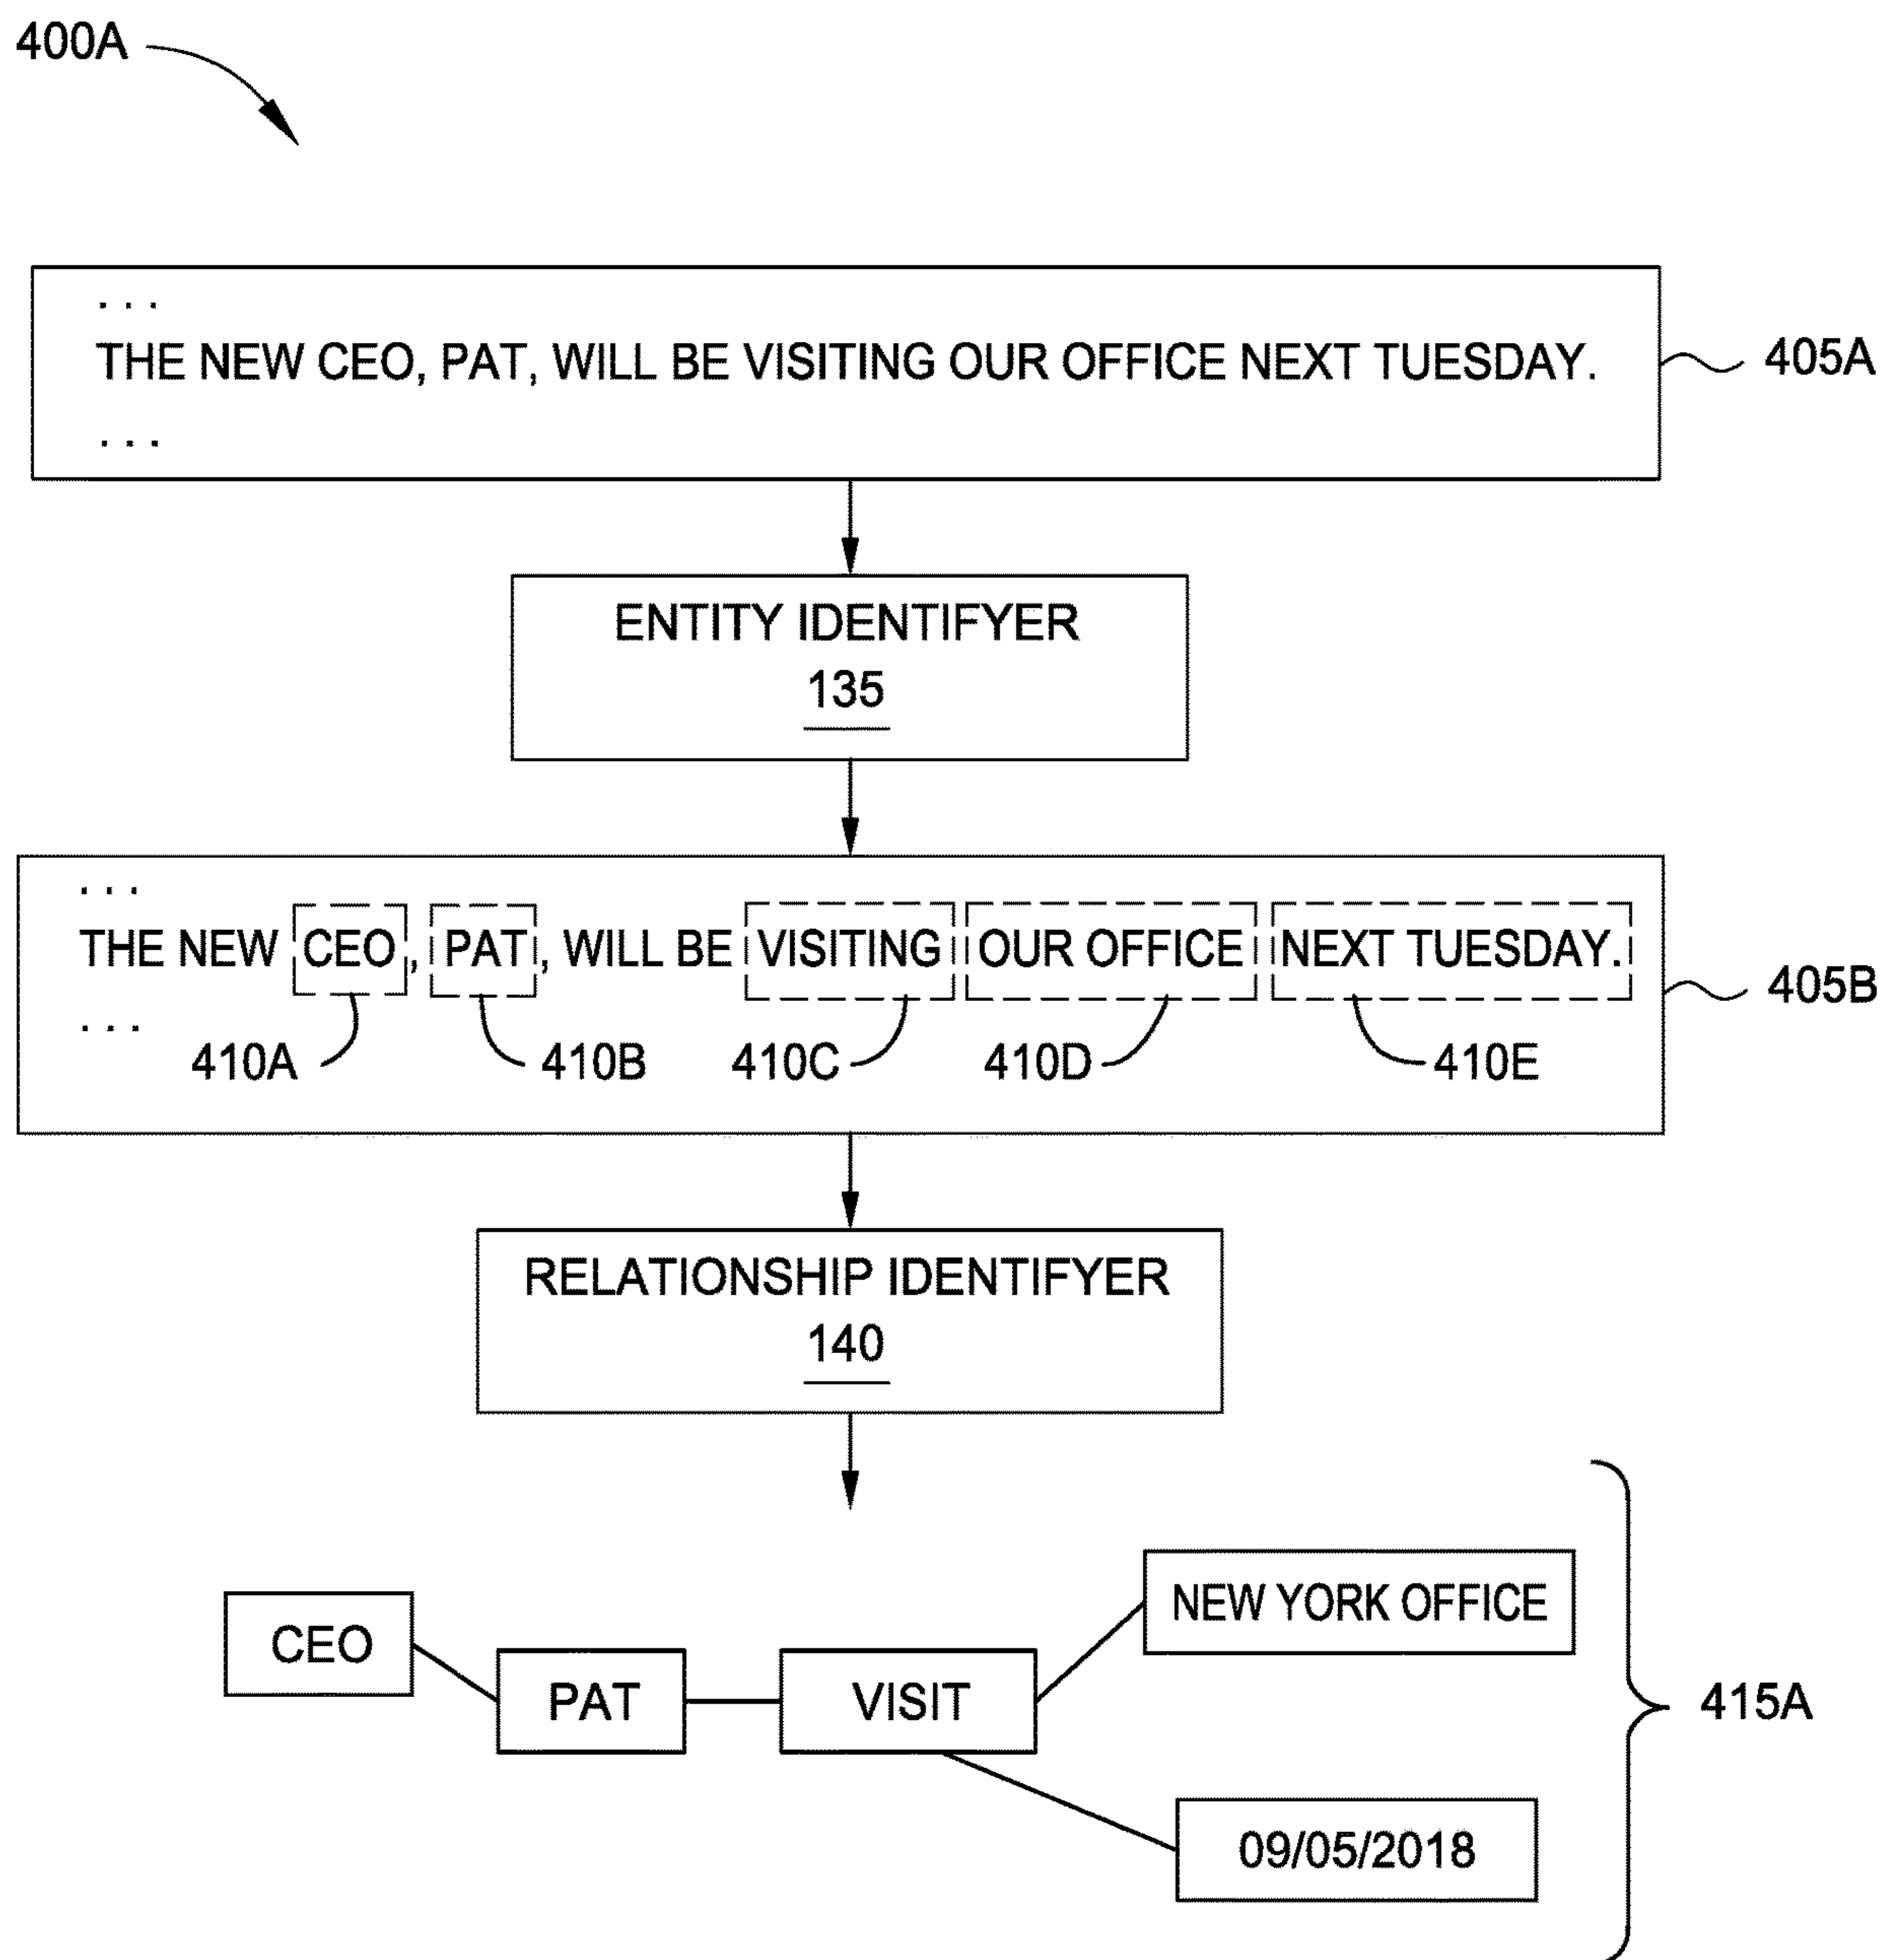 400A
. . .
THE NEW CEO, PAT, WILL BE VISITING OUR OFFICE NEXT TUESDAY.
. . .
405A
ENTITY IDENTIFYER
135
. . .
THE NEW CEO, PAT, WILL BE VISITING OUR OFFICE NEXT TUESDAY.
. . .
405B
410A 410B 410C 410D 410E
RELATIONSHIP IDENTIFYER
140
NEW YORK OFFICE
CEO
PAT VISIT
415A
09/05/2018